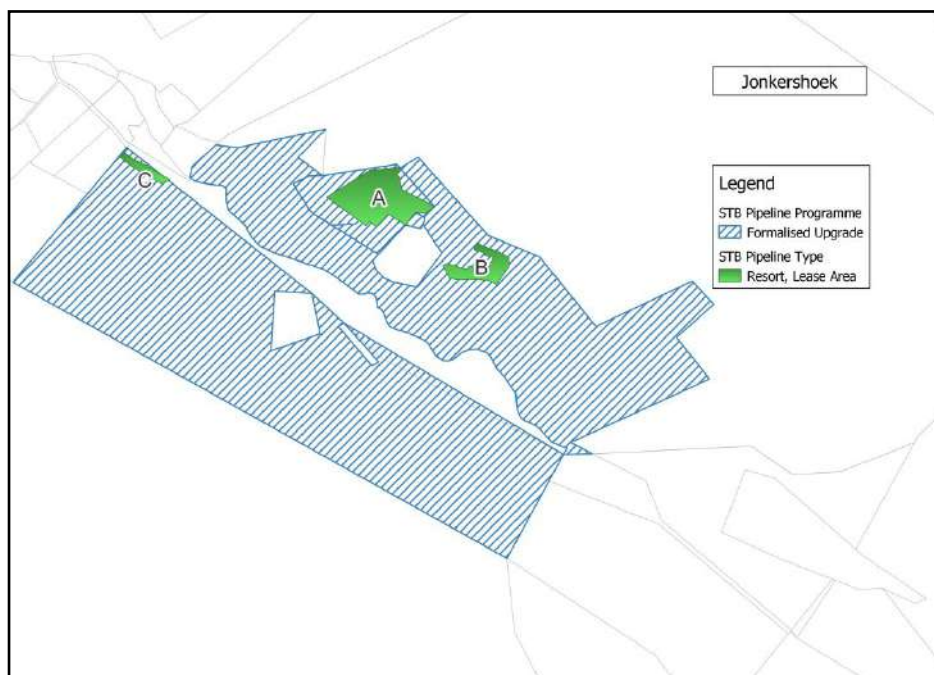 Jonkershoek
Legend
STB Pipeline Programme
Formalised Upgrade
STB Pipeline Type
Resort, Lease Area
A
B
C